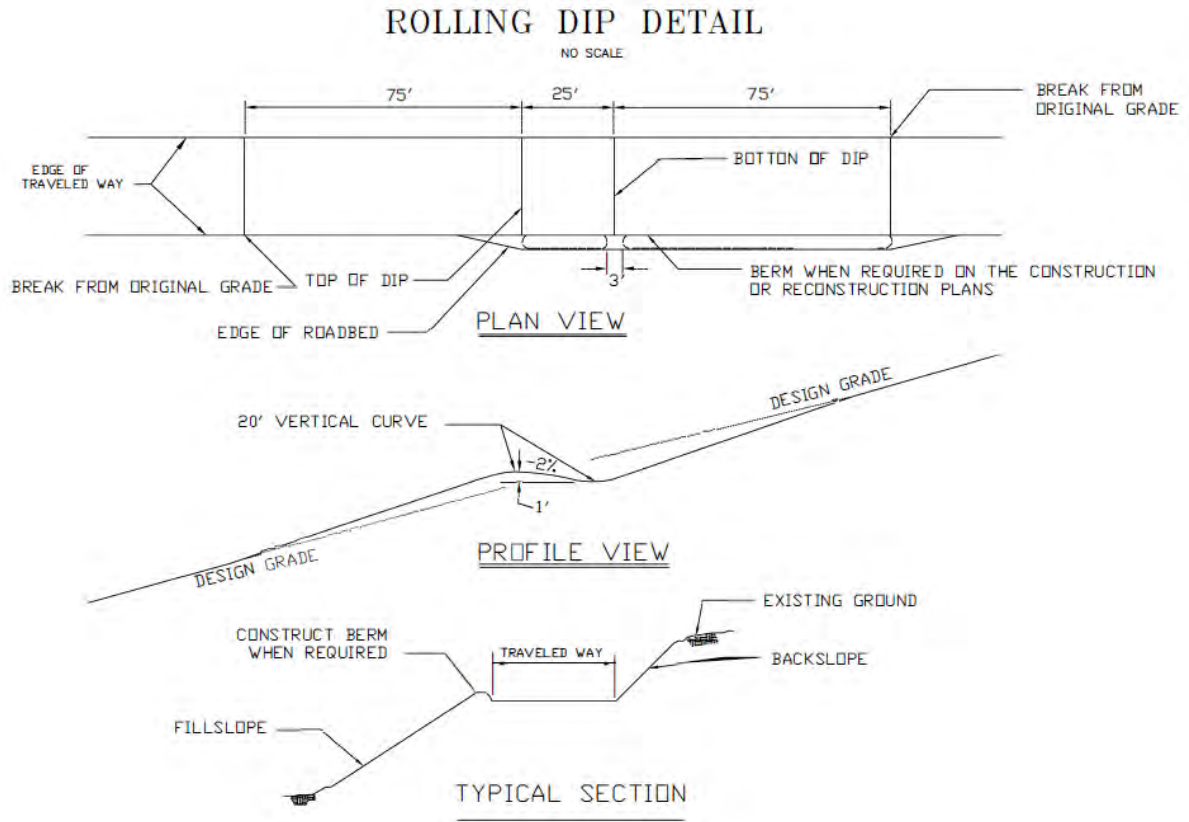 ROLLING DIP DETAIL
NO SCALE
75'
25'
75'
BREAK FROM
ORIGINAL GRADE
EDGE OF
TRAVELED WAY
BOTTON OF DIP
BREAK FROM ORIGINAL GRADE
TOP OF DIP
3'
BERM WHEN REQUIRED ON THE CONSTRUCTION
OR RECONSTRUCTION PLANS
EDGE OF ROADBED
PLAN VIEW
DESIGN GRADE
20' VERTICAL CURVE
-2%
1'
PROFILE VIEW
DESIGN GRADE
EXISTING GROUND
CONSTRUCT BERM
WHEN REQUIRED
TRAVELED WAY
BACKSLOPE
FILLSLOPE
TYPICAL SECTION